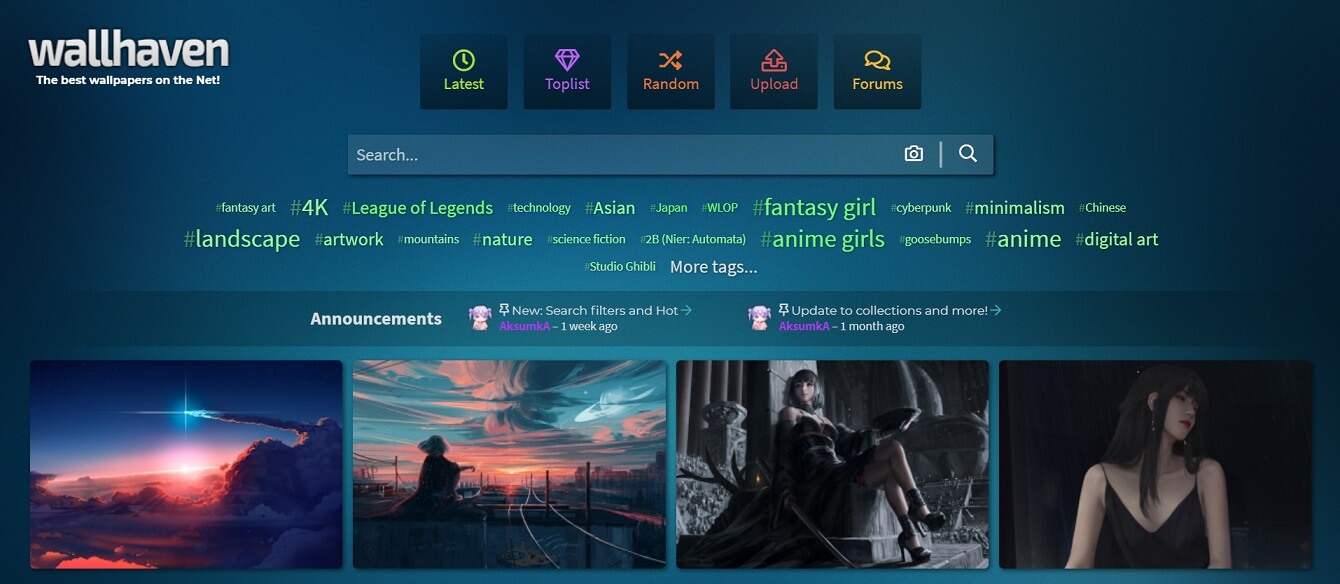 wallhaven
The best wallpapers on the Net!
Latest
Toplist
Random
Upload
Forums
Search...
#fantasy art #4K #League of Legends #technology #Asian #Japan #WLOP #fantasy girl #cyberpunk #minimalism #Chinese
#landscape #artwork #mountains #nature #science fiction #2B (Nier: Automata) #anime girls #goosebumps #anime #digital art
#Studio Ghibli More tags...
Announcements
New: Search filters and Hot
AksumkA – 1 week ago
Update to collections and more!
AksumkA – 1 month ago